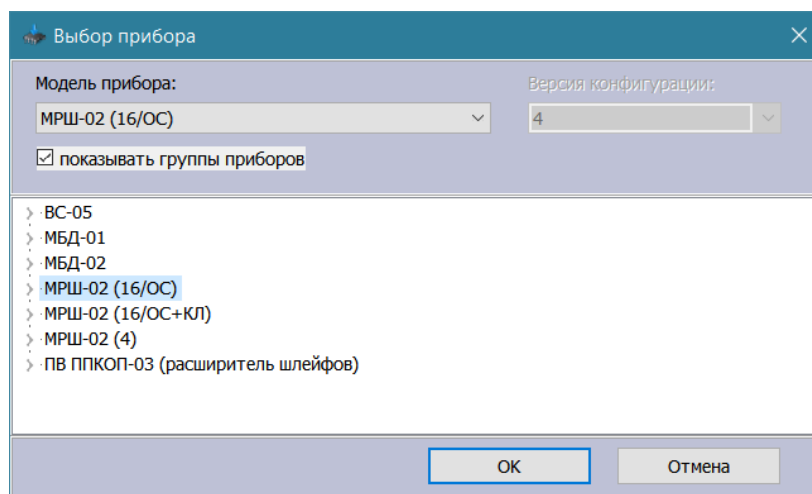 Выбор прибора
Модель прибора:
Версия конфигурации:
МРШ-02 (16/ОС)
4
показывать группы приборов
ВС-05
МБД-01
МБД-02
МРШ-02 (16/ОС)
МРШ-02 (16/ОС+КЛ)
МРШ-02 (4)
ПВ ППКОП-03 (расширитель шлейфов)
OK
Отмена